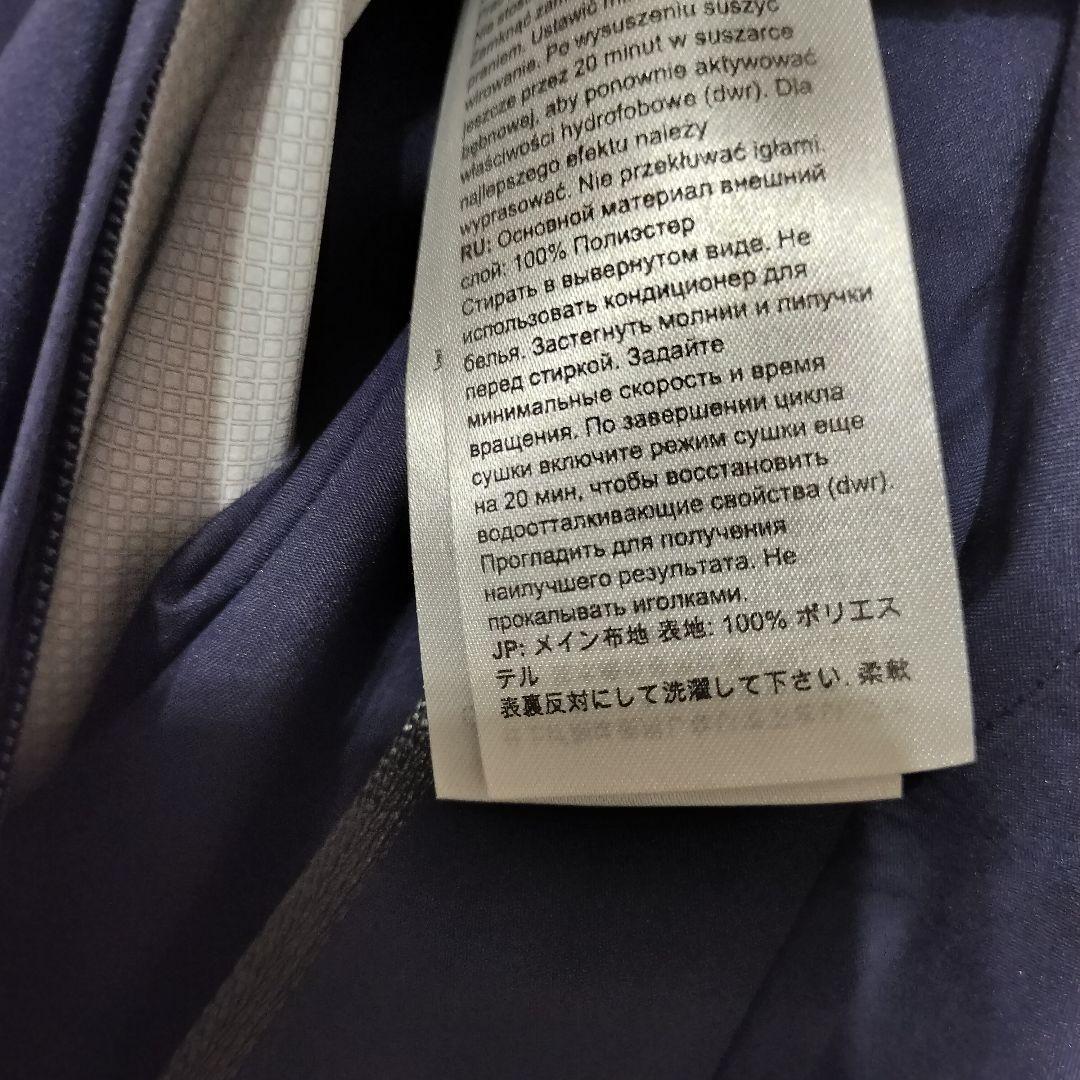 zamknąć
praniem. Ustawić
wirowanie. Po wysuszeniu suszyć
jeszcze przez 20 minut w suszarce
bębnowej, aby ponownie aktywować
właściwości hydrofobowe (dwr). Dla
najlepszego efektu należy
wyprasować. Nie przekłuwać igłami.
RU: Основной материал внешний
слой: 100% Полиэстер
Стирать в вывернутом виде. Не
использовать кондиционер для
белья. Застегнуть молнии и липучки
перед стиркой. Задайте
минимальные скорость и время
вращения. По завершении цикла
сушки включите режим сушки еще
на 20 мин, чтобы восстановить
водоотталкивающие свойства (dwr).
Прогладить для получения
наилучшего результата. Не
прокалывать иголками.
JP: メイン布地 表地: 100% ポリエス
テル
表裏反対にして洗濯して下さい. 柔軟